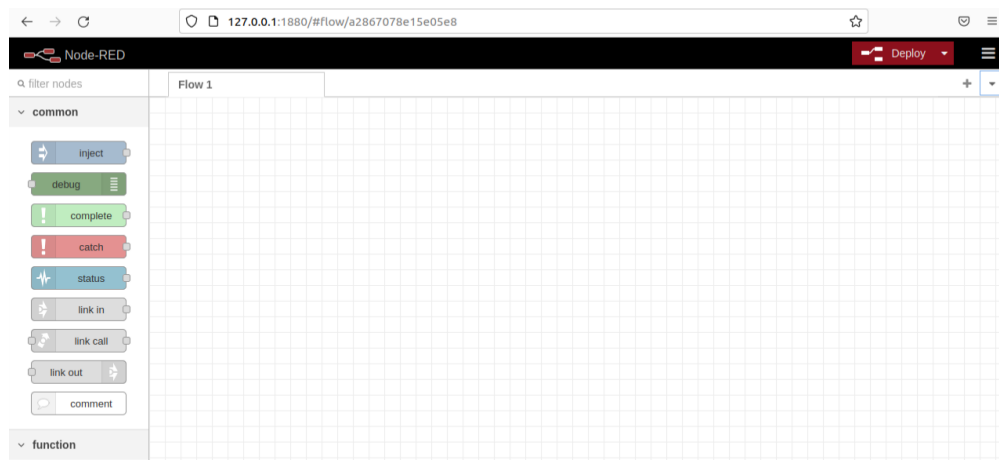 127.0.0.1:1880/#flow/a2867078e15e05e8
Node-RED
Deploy
filter nodes
Flow 1
common
inject
debug
complete
catch
status
link in
link call
link out
comment
function